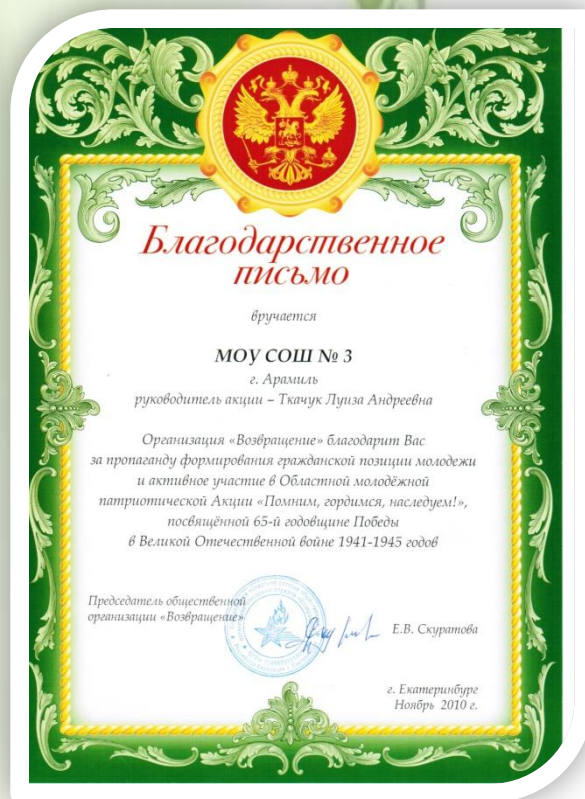 Благодарственное
письмо
вручается
МОУ СОШ № 3
г. Арамиль
руководитель акции – Ткачук Луиза Андреевна
Организация «Возвращение» благодарит Вас
за пропаганду формирования гражданской позиции молодежи
и активное участие в Областной молодёжной
патриотической Акции «Помним, гордимся, наследуем!»,
посвящённой 65-й годовщине Победы
в Великой Отечественной войне 1941-1945 годов
Председатель общественной
организации «Возвращение»
Е.В. Скуратова
г. Екатеринбург
Ноябрь 2010 г.